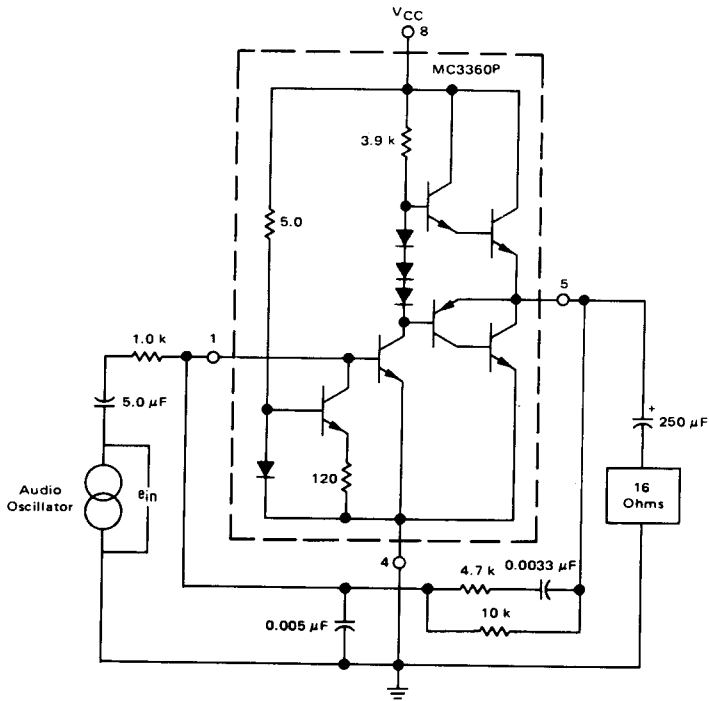 VCC
8
MC3360P
3.9 k
5.0
5
1.0 k
1
5.0 µF
+
250 µF
120
Audio
Oscillator
ein
16
Ohms
4
4.7 k
0.0033 µF
10 k
0.005 µF